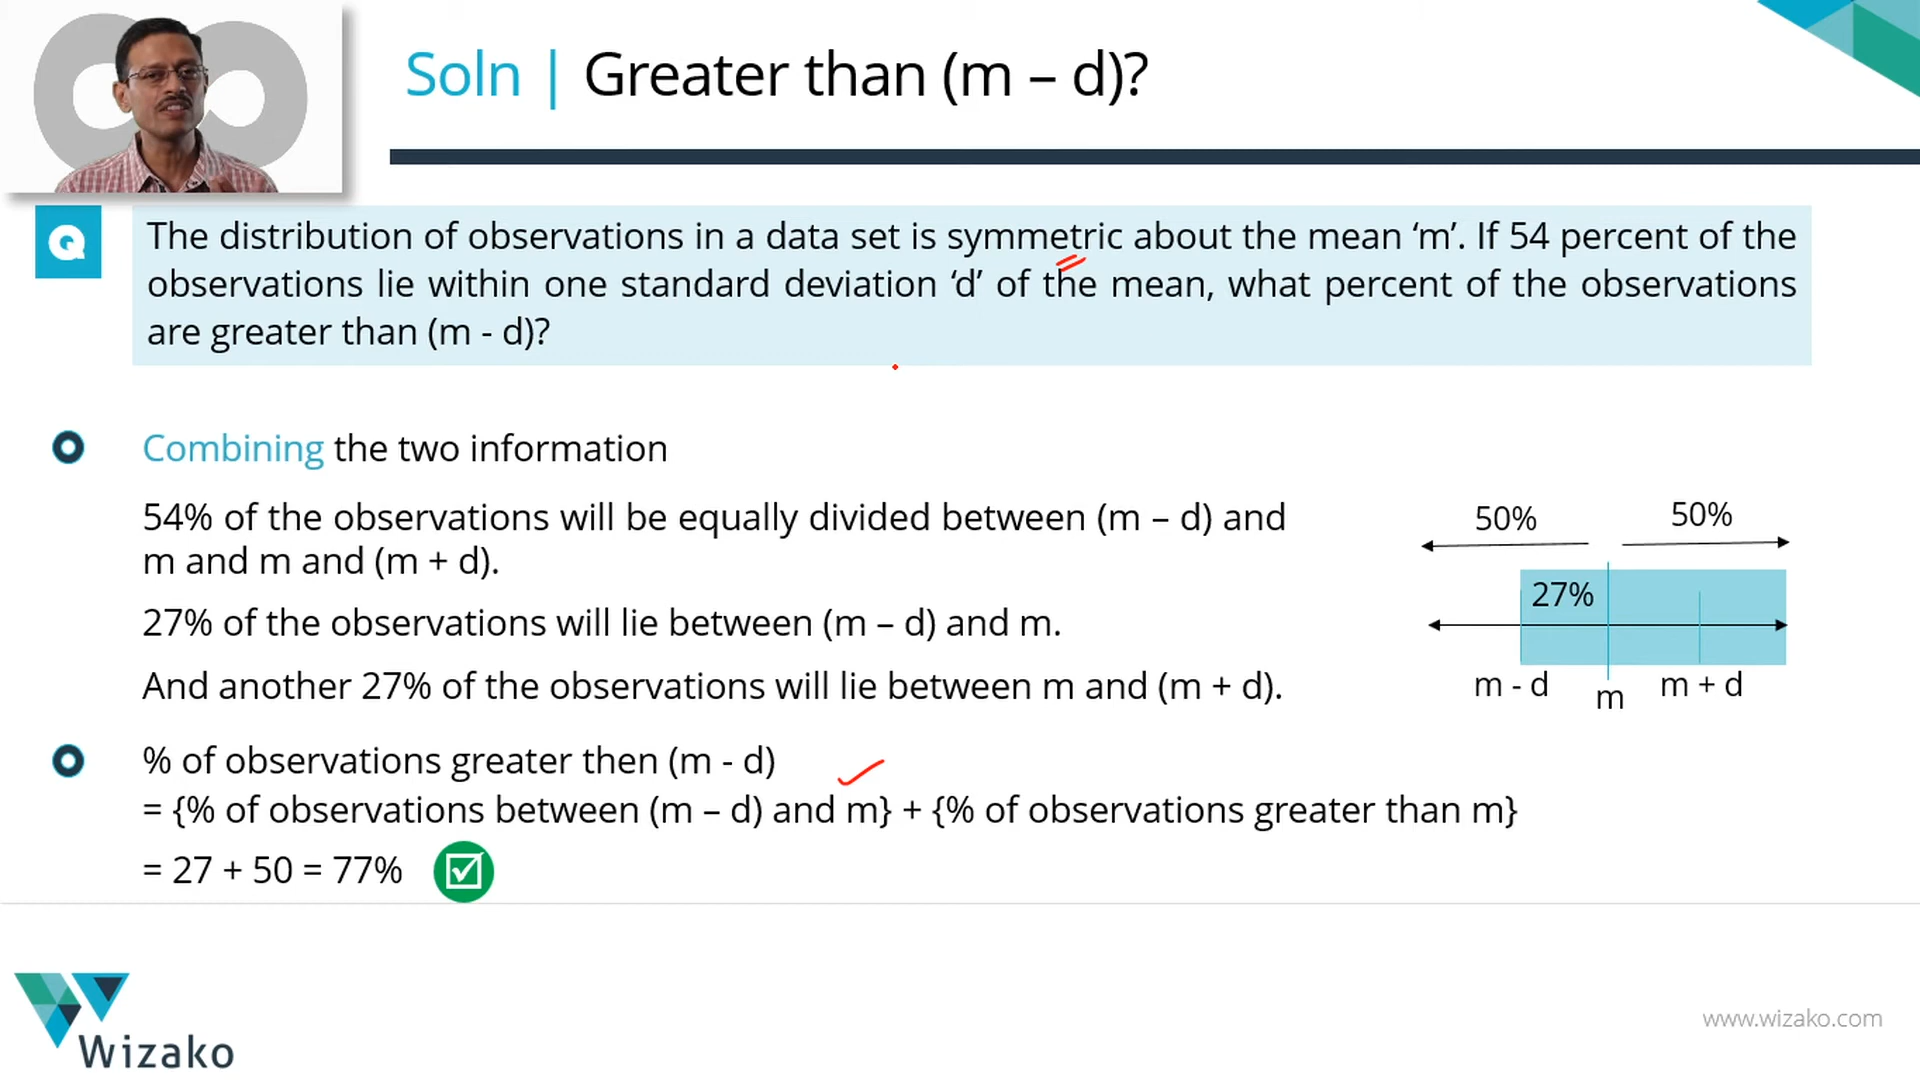 Soln | Greater than (m – d)?
Q
The distribution of observations in a data set is symmetric about the mean ‘m’. If 54 percent of the
observations lie within one standard deviation ‘d’ of the mean, what percent of the observations
are greater than (m - d)?
Combining the two information
54% of the observations will be equally divided between (m – d) and
m and m and (m + d).
27% of the observations will lie between (m – d) and m.
And another 27% of the observations will lie between m and (m + d).
50%
50%
27%
m - d
m
m + d
% of observations greater then (m - d)
= {% of observations between (m – d) and m} + {% of observations greater than m}
= 27 + 50 = 77%
Wizako
www.wizako.com